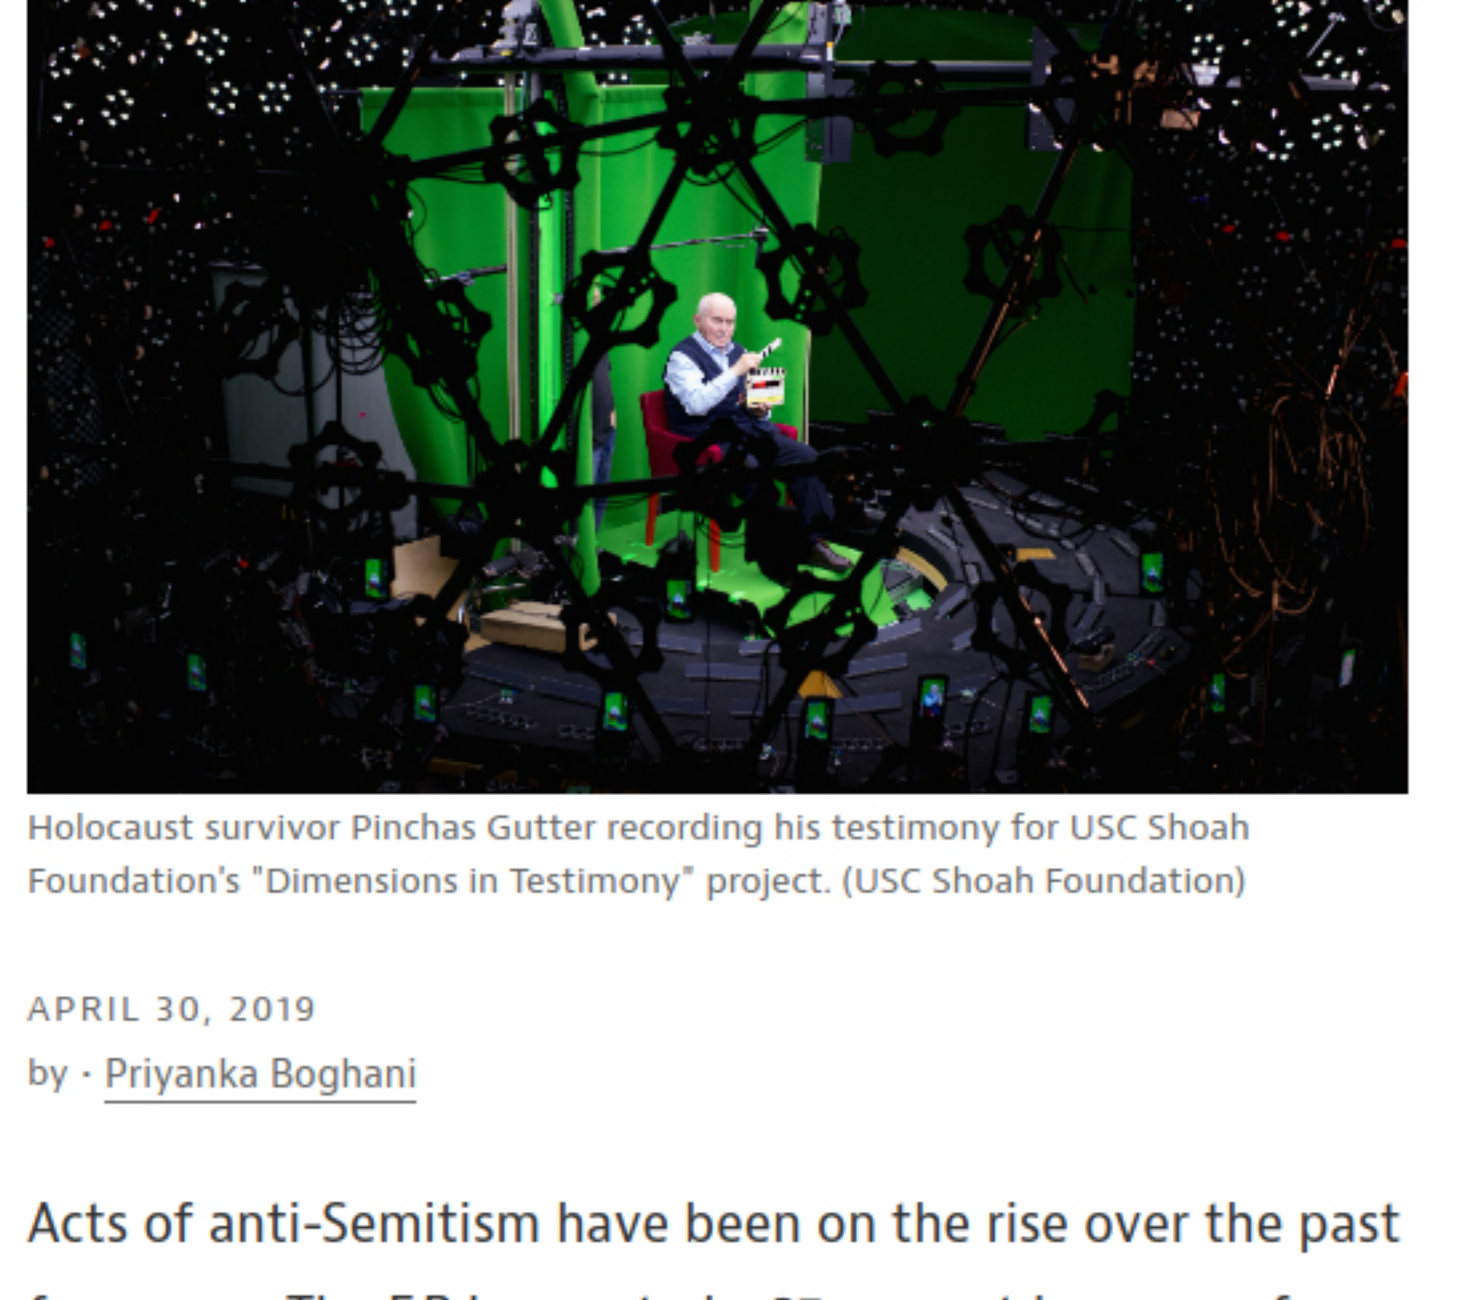 Holocaust survivor Pinchas Gutter recording his testimony for USC Shoah
Foundation's "Dimensions in Testimony" project. (USC Shoah Foundation)
APRIL 30, 2019
by · Priyanka Boghani
Acts of anti-Semitism have been on the rise over the past